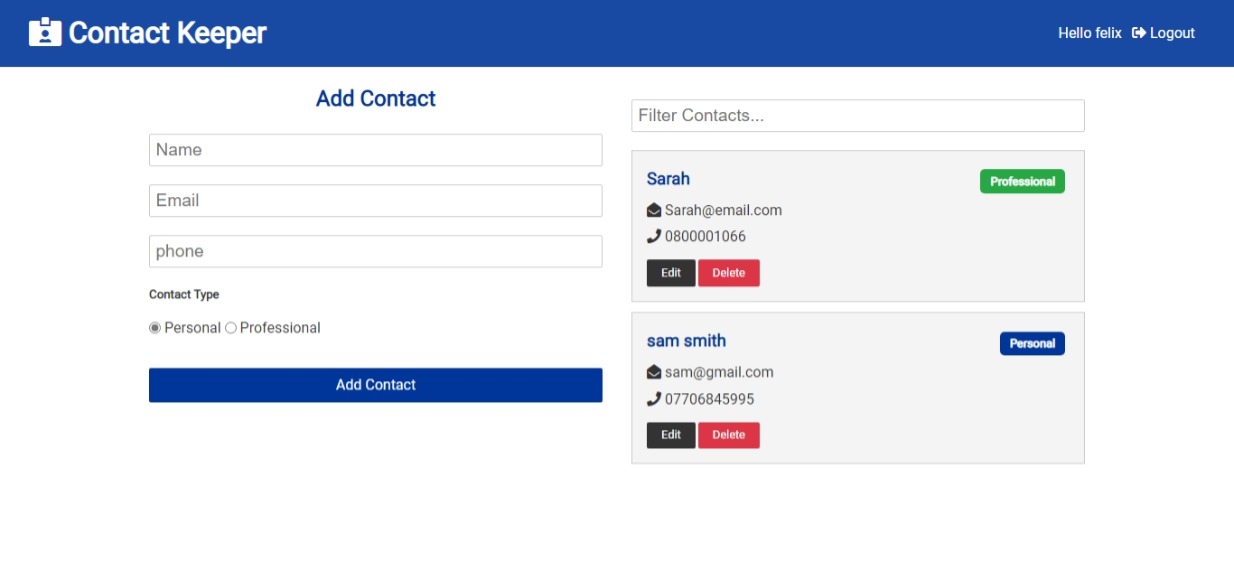 Contact Keeper
Hello felix Logout
Add Contact
Name
Email
phone
Contact Type
Personal Professional
Add Contact
Filter Contacts...
Sarah
Professional
Sarah@email.com
0800001066
Edit Delete
sam smith
Personal
sam@gmail.com
07706845995
Edit Delete